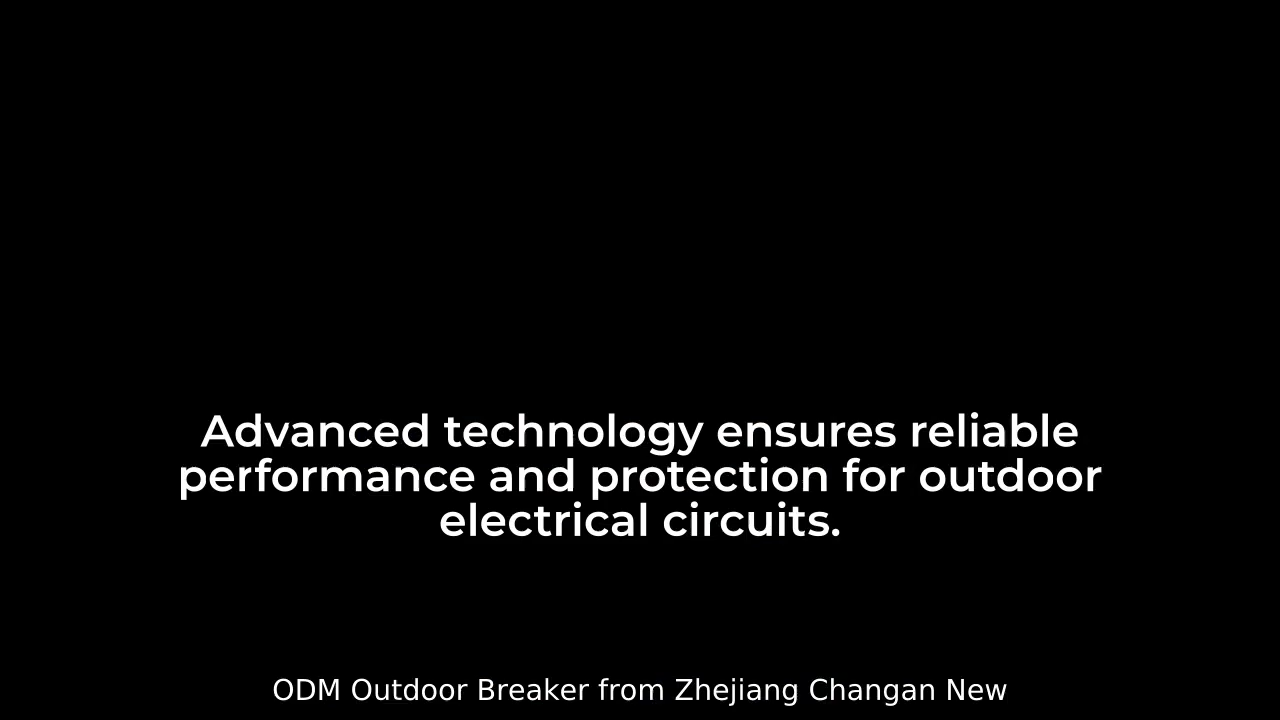 Advanced technology ensures reliable
performance and protection for outdoor
electrical circuits.
ODM Outdoor Breaker from Zhejiang Changan New